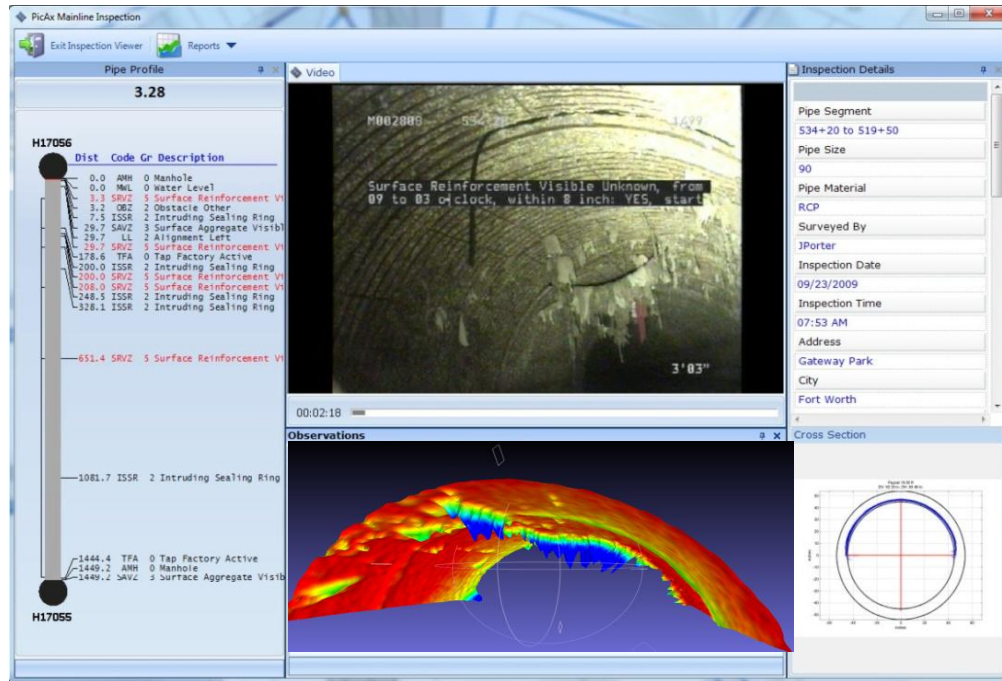 PicAx Mainline Inspection
Exit Inspection Viewer
Reports
Pipe Profile
3.28
H17056
Dist Code Gr Description
0.0 AMH 0 Manhole
0.0 MWL 0 Water Level
3.3 SRVZ 5 Surface Reinforcement Vi
3.2 OBZ 2 Obstacle Other
7.5 ISSR 2 Intruding Sealing Ring
29.7 SAVZ 3 Surface Aggregate Visibl
29.7 LL 2 Alignment Left
29.7 SRVZ 5 Surface Reinforcement Vi
178.6 TFA 0 Tap Factory Active
200.0 ISSR 2 Intruding Sealing Ring
200.0 SRVZ 5 Surface Reinforcement Vi
208.0 SRVZ 5 Surface Reinforcement Vi
248.5 ISSR 2 Intruding Sealing Ring
328.1 ISSR 2 Intruding Sealing Ring
651.4 SRVZ 5 Surface Reinforcement Vi
1081.7 ISSR 2 Intruding Sealing Ring
1444.4 TFA 0 Tap Factory Active
1449.2 AMH 0 Manhole
1449.2 SAVZ 3 Surface Aggregate Visib
H17055
Video
M002809
Surface Reinforcement Visible Unknown, from
09 to 03 o'clock, within 8 inch: YES, start
3'03"
00:02:18
Observations
Inspection Details
Pipe Segment
534+20 to 519+50
Pipe Size
90
Pipe Material
RCP
Surveyed By
JPorter
Inspection Date
09/23/2009
Inspection Time
07:53 AM
Address
Gateway Park
City
Fort Worth
Cross Section